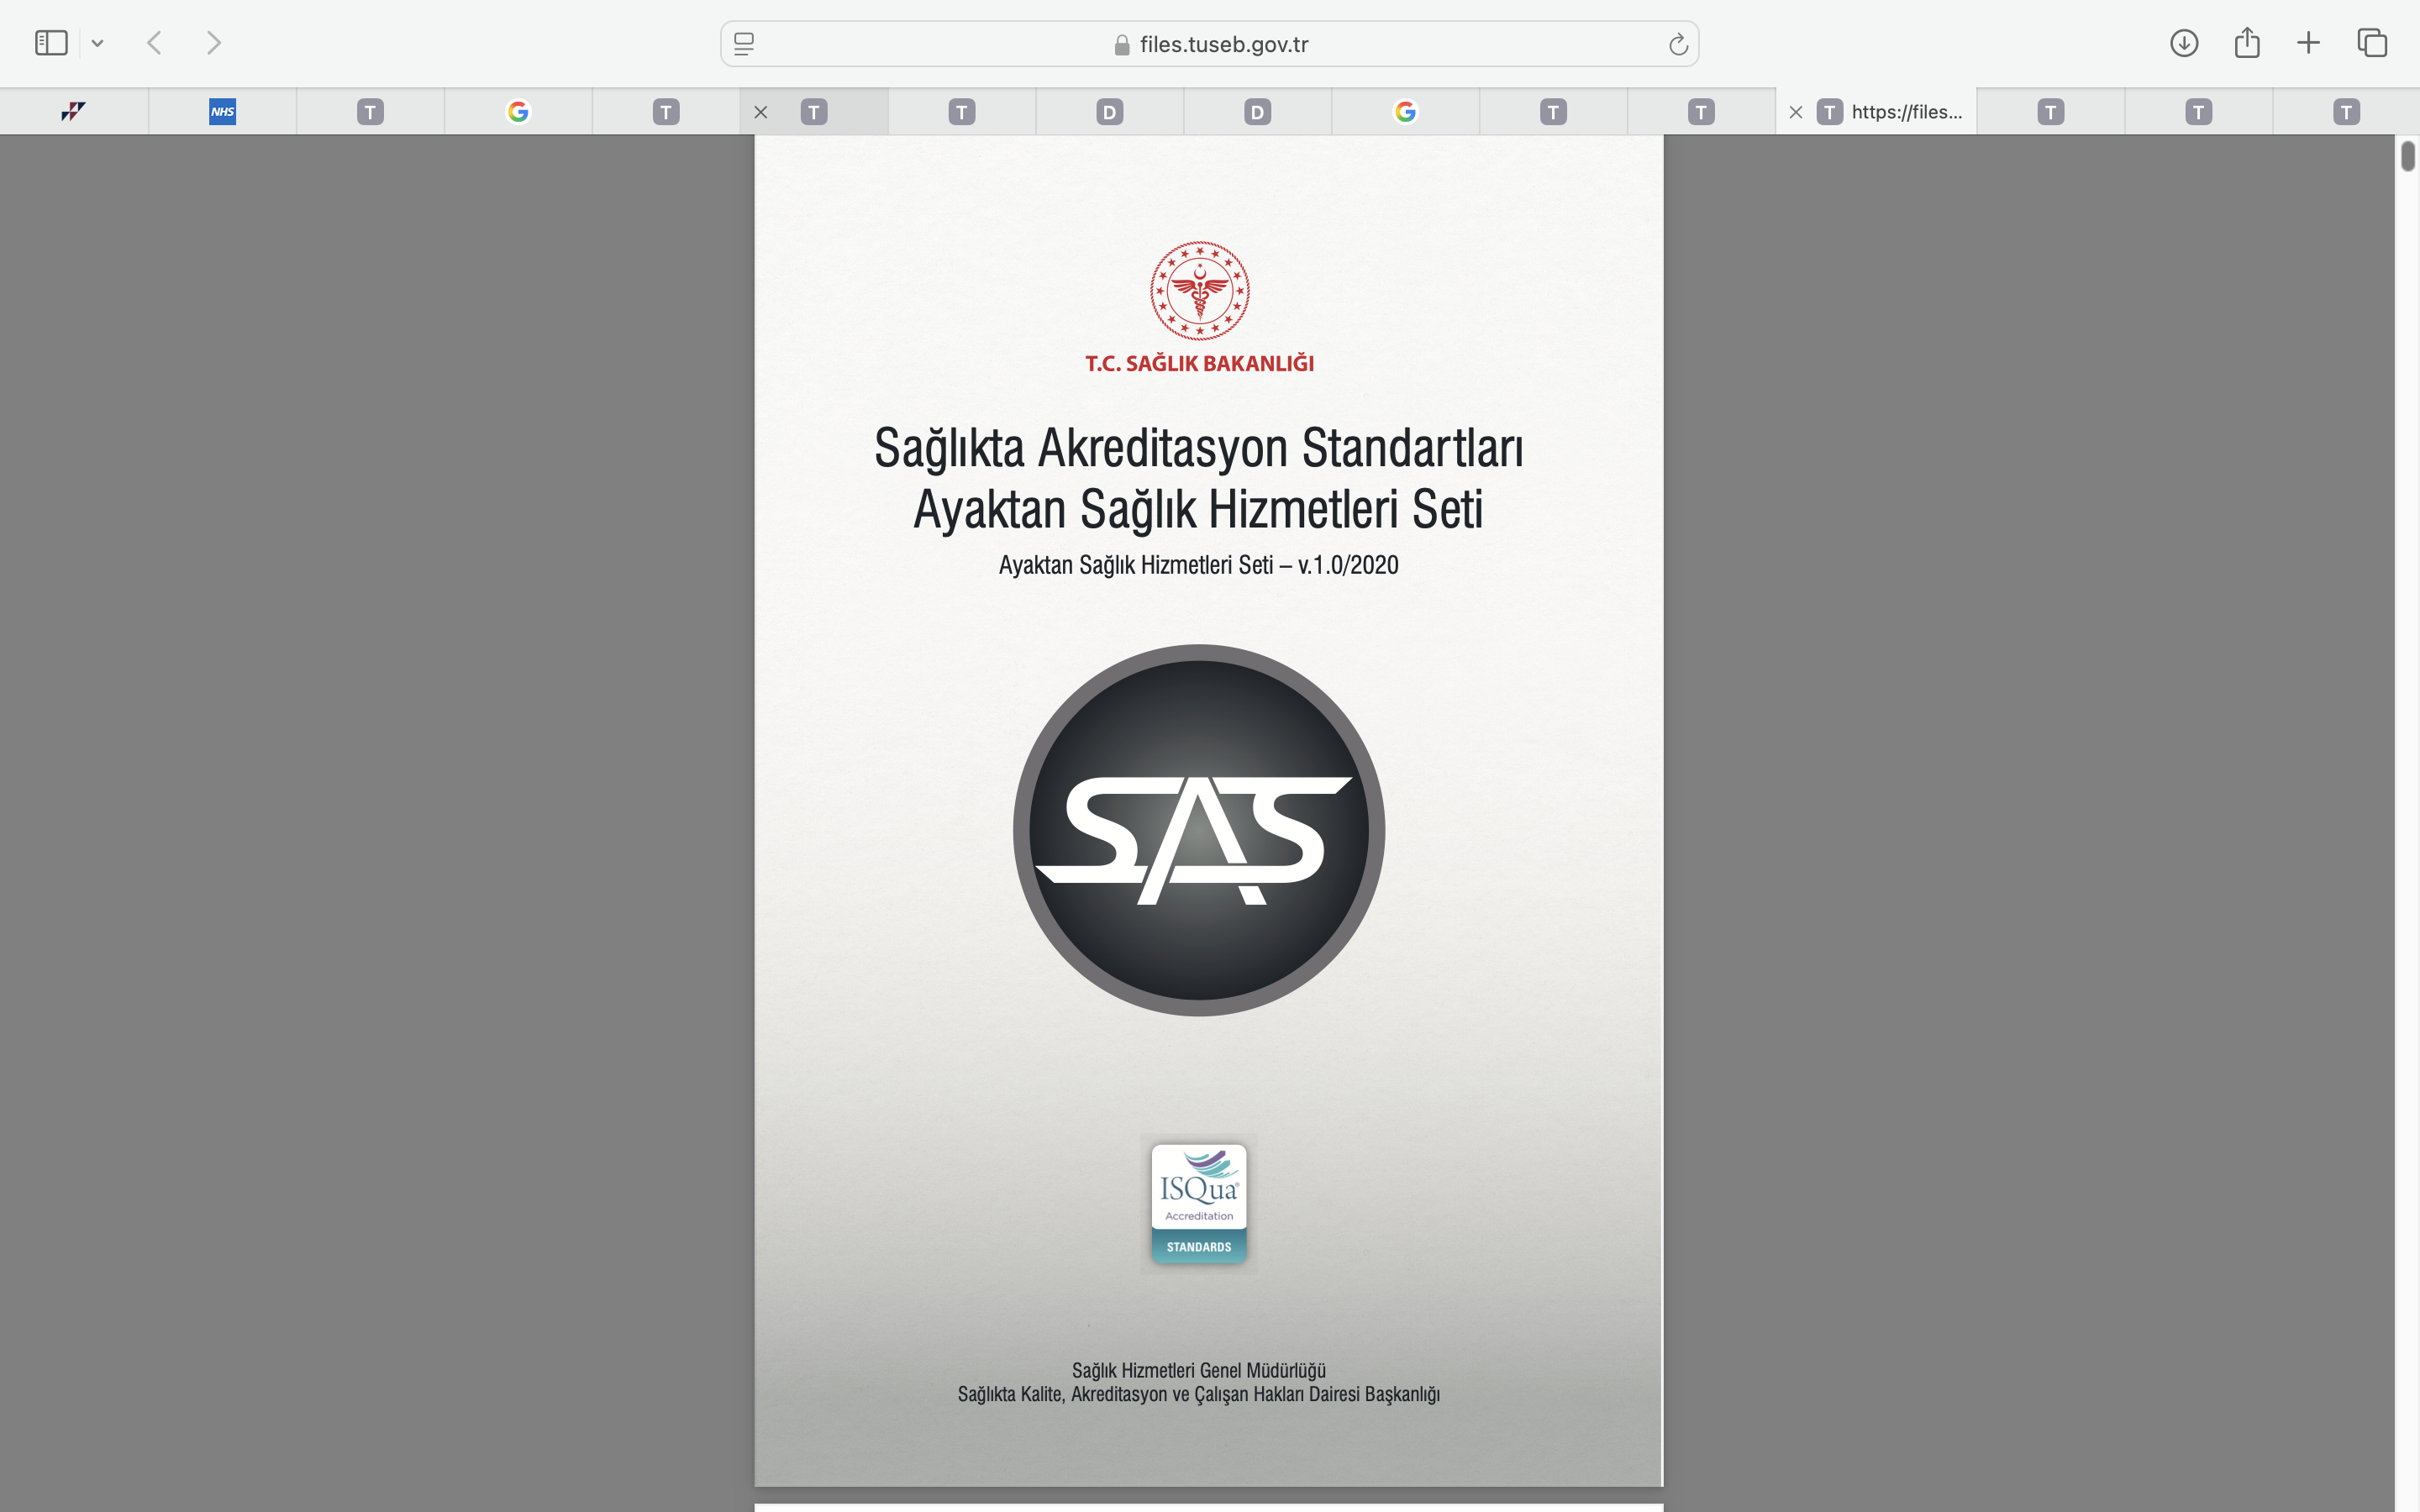 files.tuseb.gov.tr
NHS
T
T
T
T
D
D
T
T
T
https://files...
T
T
T
T.C. SAĞLIK BAKANLIĞI
Sağlıkta Akreditasyon Standartları
Ayaktan Sağlık Hizmetleri Seti
Ayaktan Sağlık Hizmetleri Seti – v.1.0/2020
SAS
ISQua®
Accreditation
STANDARDS
Sağlık Hizmetleri Genel Müdürlüğü
Sağlıkta Kalite, Akreditasyon ve Çalışan Hakları Dairesi Başkanlığı